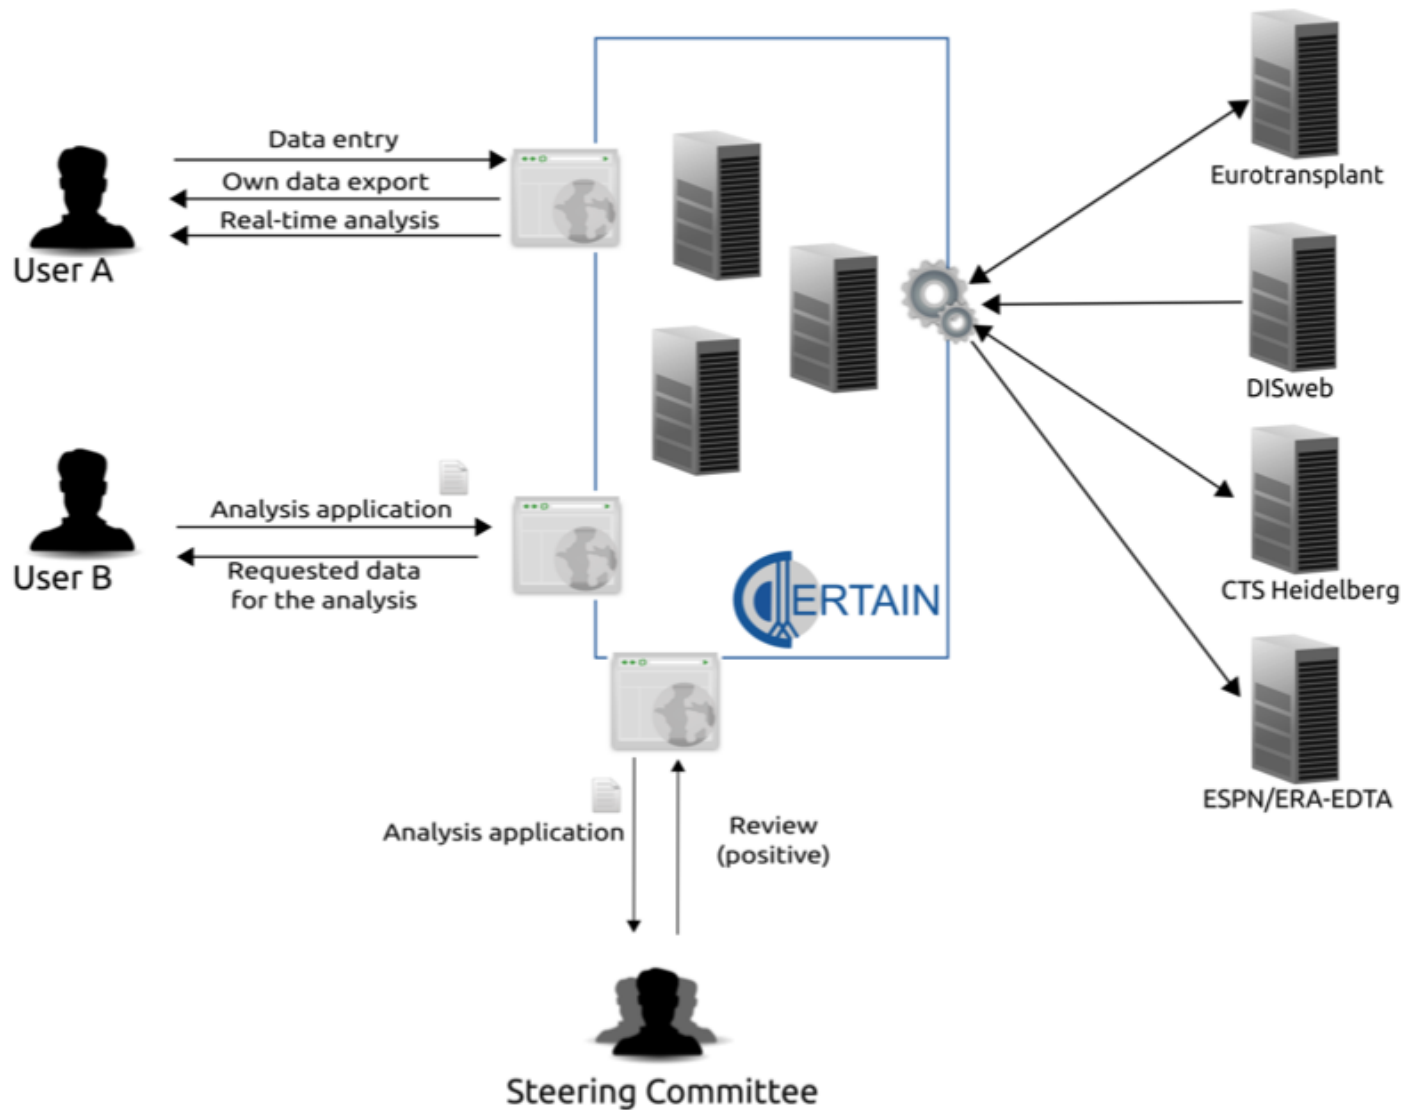 Data entry
Own data export
Real-time analysis
User A
Eurotransplant
DISweb
Analysis application
User B
Requested data
for the analysis
CERTAIN
CTS Heidelberg
ESPN/ERA-EDTA
Analysis application
Review
(positive)
Steering Committee